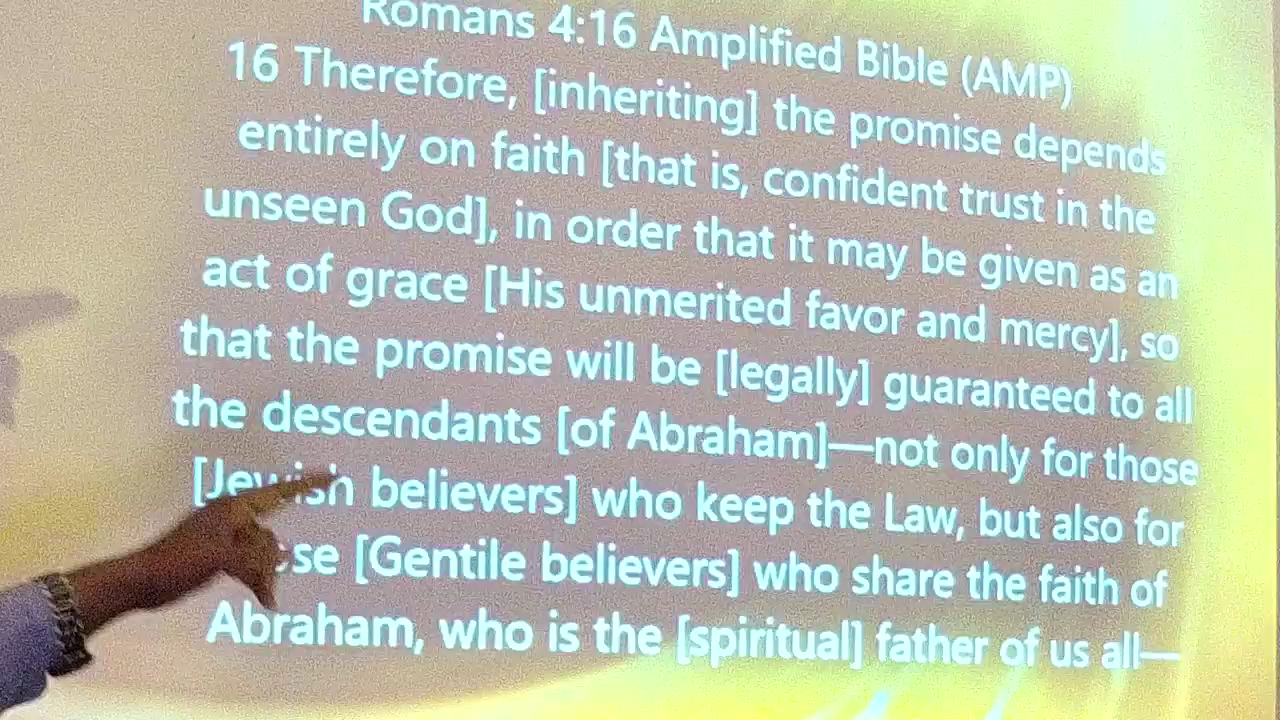 Romans 4:16 Amplified Bible (AMP)
16 Therefore, [inheriting] the promise depends
entirely on faith [that is, confident trust in the
unseen God], in order that it may be given as an
act of grace [His unmerited favor and mercy], so
that the promise will be [legally] guaranteed to all
the descendants [of Abraham]—not only for those
[Jewish believers] who keep the Law, but also for
se [Gentile believers] who share the faith of
Abraham, who is the [spiritual] father of us all—